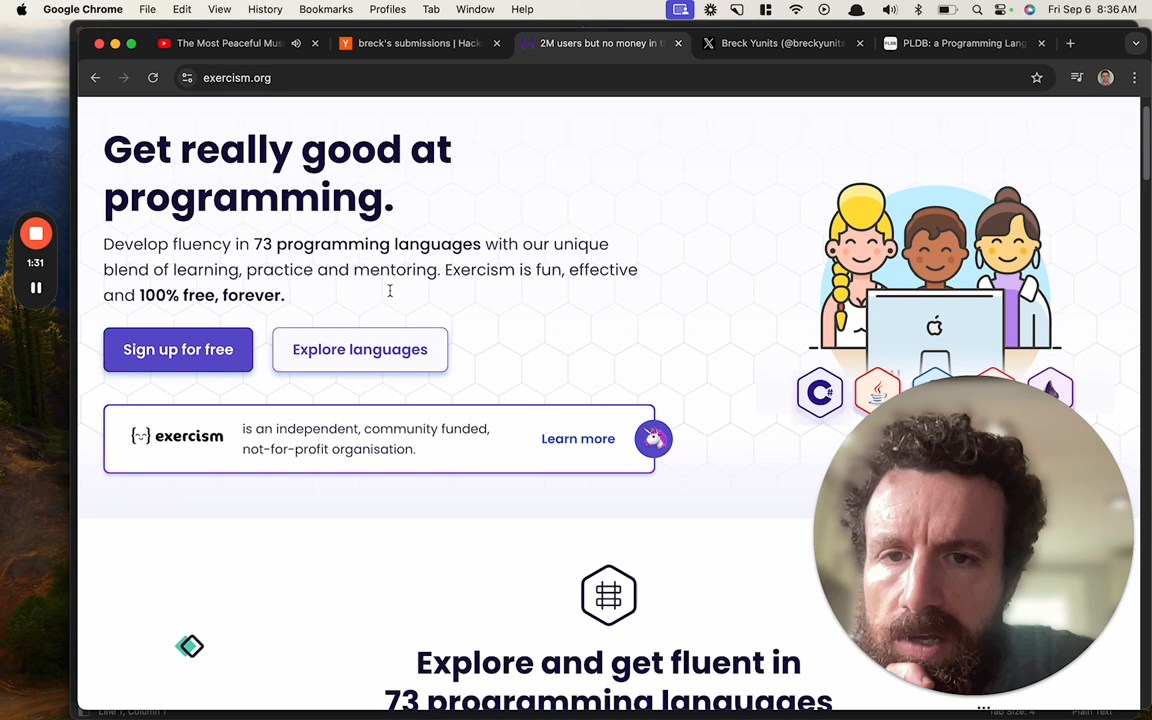 Google Chrome File Edit View History Bookmarks Profiles Tab Window Help Fri Sep 6 8:36 AM
The Most Peaceful Mus
breck's submissions | Hack
2M users but no money in t
Breck Yunits (@breckyunits
PLDB: a Programming Lang
exercism.org
1:31
Get really good at
programming.
Develop fluency in 73 programming languages with our unique
blend of learning, practice and mentoring. Exercism is fun, effective
and 100% free, forever.
Sign up for free
Explore languages
exercism
is an independent, community funded,
not-for-profit organisation.
Learn more
Explore and get fluent in
73 programming languages
Line 1, Column 1
Tab Size: 4
Plain Text